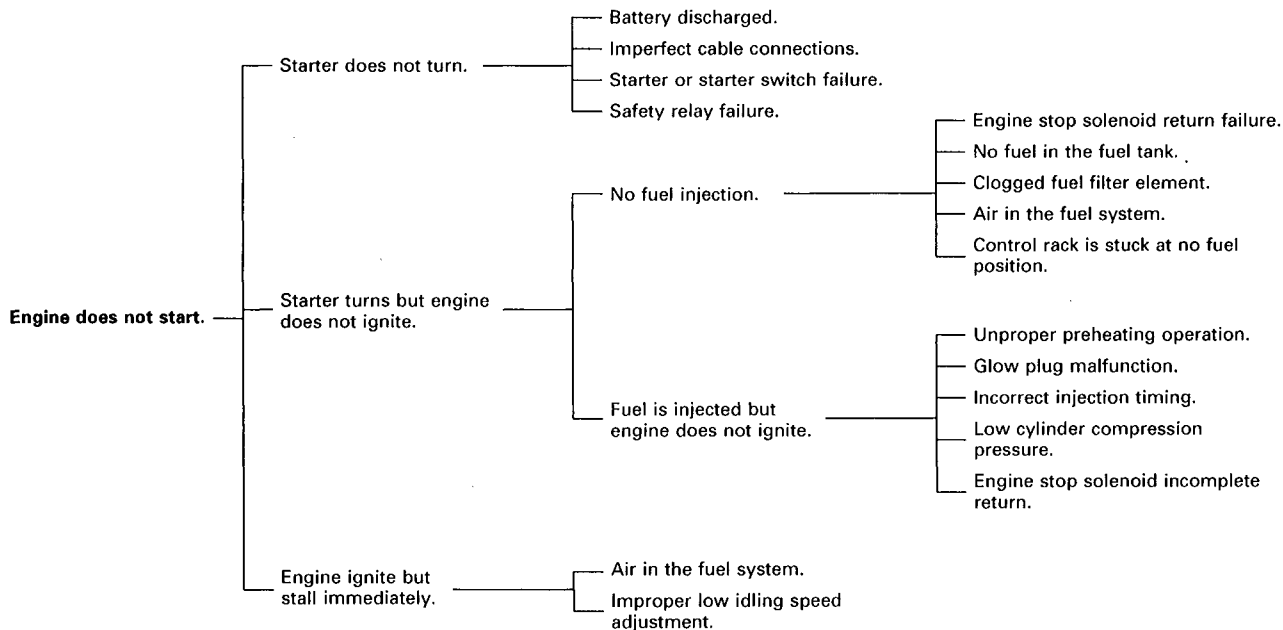 Engine does not start.
Starter does not turn.
Battery discharged.
Imperfect cable connections.
Starter or starter switch failure.
Safety relay failure.
Starter turns but engine
does not ignite.
No fuel injection.
Engine stop solenoid return failure.
No fuel in the fuel tank.
Clogged fuel filter element.
Air in the fuel system.
Control rack is stuck at no fuel
position.
Fuel is injected but
engine does not ignite.
Unproper preheating operation.
Glow plug malfunction.
Incorrect injection timing.
Low cylinder compression
pressure.
Engine stop solenoid incomplete
return.
Engine ignite but
stall immediately.
Air in the fuel system.
Improper low idling speed
adjustment.